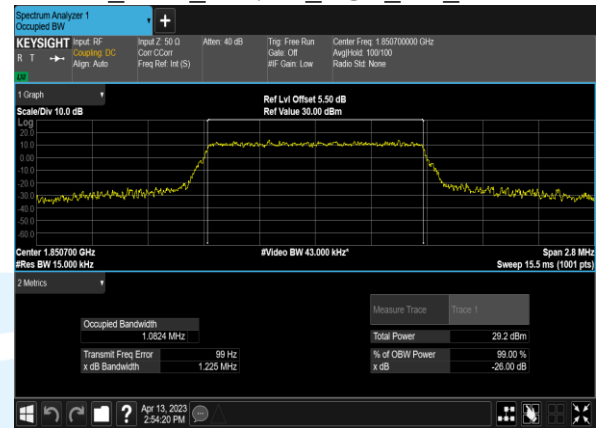 Spectrum Analyzer 1
Occupied BW
+
KEYSIGHT Input: RF Input Z: 50 Ω Atten: 40 dB Trig: Free Run Center Freq: 1.850700000 GHz
Coupling: DC Corr CCorr Gate: Off Avg|Hold: 100/100
R T Align: Auto Freq Ref: Int (S) #IF Gain: Low Radio Std: None
1 Graph
Ref Lvl Offset 5.50 dB
Scale/Div 10.0 dB Ref Value 30.00 dBm
Log
20.0
10.0
0.00
-10.0
-20.0
-30.0
-40.0
-50.0
-60.0
Center 1.850700 GHz #Video BW 43.000 kHz* Span 2.8 MHz
#Res BW 15.000 kHz Sweep 15.5 ms (1001 pts)
2 Metrics
Measure Trace Trace 1
Occupied Bandwidth
1.0824 MHz
Total Power 29.2 dBm
Transmit Freq Error 99 Hz % of OBW Power 99.00 %
x dB Bandwidth 1.225 MHz x dB -26.00 dB
? Apr 13, 2023
2:54:20 PM